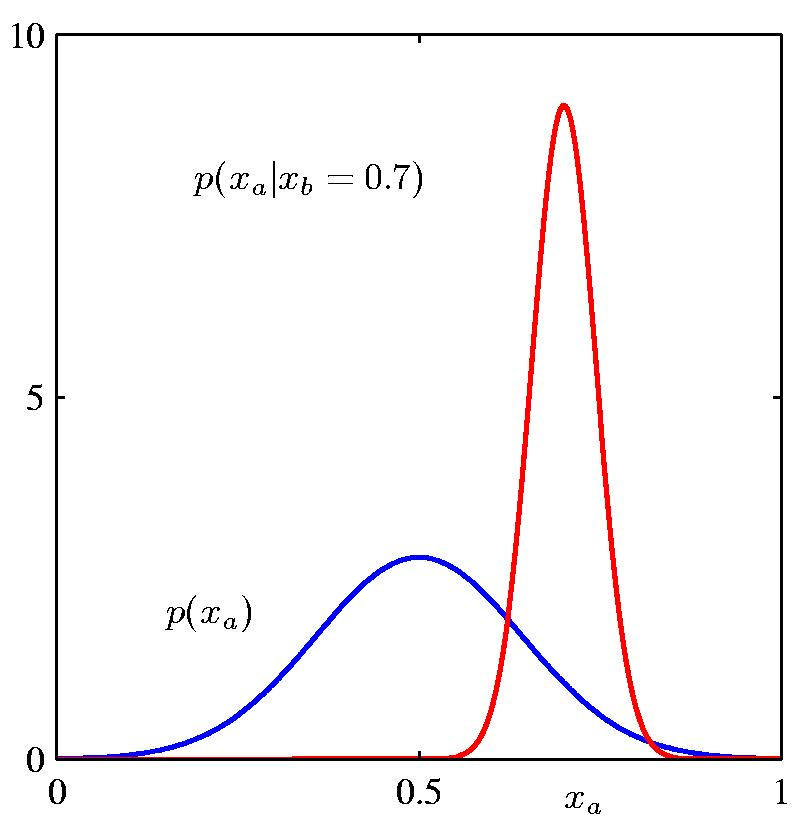 10
p(x_a|x_b = 0.7)
5
p(x_a)
0
0 0.5 x_a 1